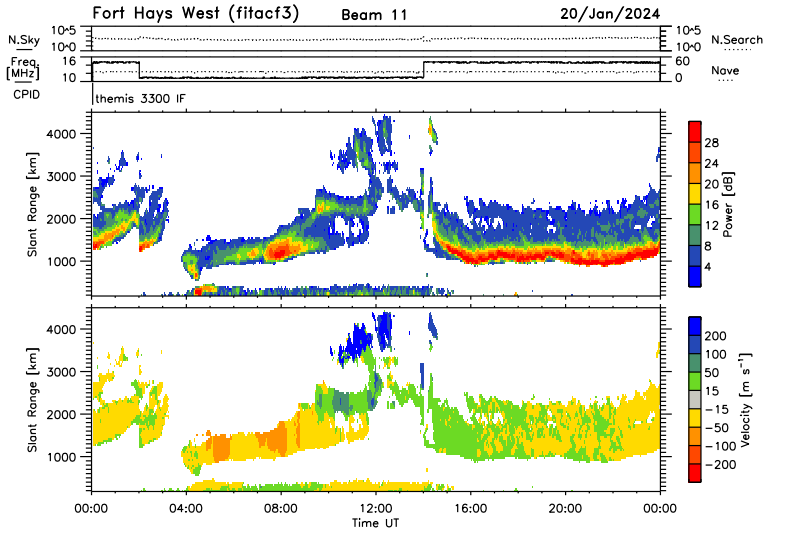 Fort Hays West (fitacf3) Beam 11 20/Jan/2024
N.Sky 10^5 10^0 10^5 10^0 N.Search
Freq. [MHz] 16 10 60 0 Nave
CPID themis 3300 IF
Slant Range [km] 4000 3000 2000 1000
Power [dB] 28 24 20 16 12 8 4
Slant Range [km] 4000 3000 2000 1000
Velocity [m s⁻¹] 200 100 50 15 −15 −50 −100 −200
00:00 04:00 08:00 12:00 16:00 20:00 00:00
Time UT